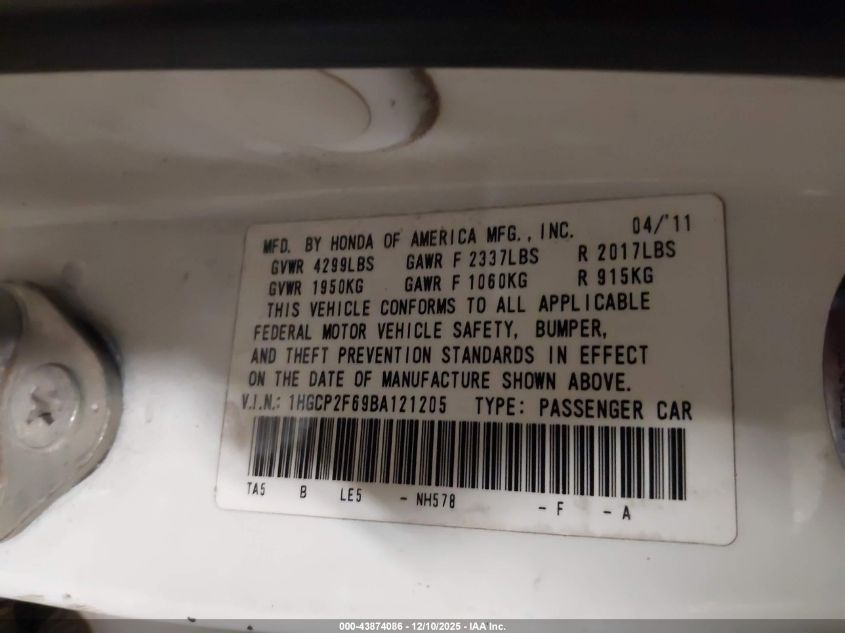 MFD. BY HONDA OF AMERICA MFG., INC. 04/'11
GVWR 4299LBS GAWR F 2337LBS R 2017LBS
GVWR 1950KG GAWR F 1060KG R 915KG
THIS VEHICLE CONFORMS TO ALL APPLICABLE
FEDERAL MOTOR VEHICLE SAFETY, BUMPER,
AND THEFT PREVENTION STANDARDS IN EFFECT
ON THE DATE OF MANUFACTURE SHOWN ABOVE.
V.I.N.: 1HGCP2F69BA121205 TYPE: PASSENGER CAR
TA5 B LE5 - NH578 - F - A
000-43874086 - 12/10/2025 - IAA Inc.